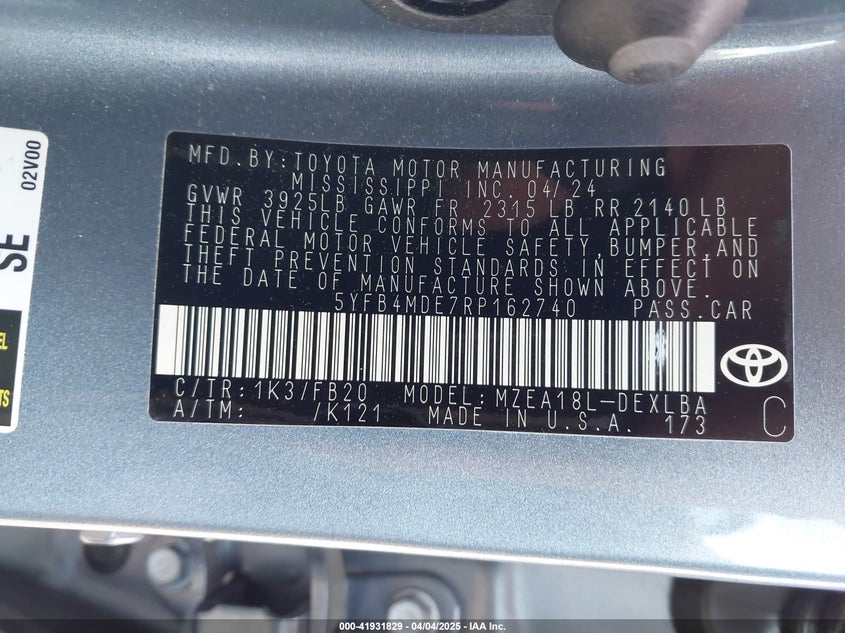 02V00
SE
EL
TS
MFD.BY:TOYOTA MOTOR MANUFACTURING
MISSISSIPPI INC. 04/24
GVWR 3925LB GAWR FR. 2315 LB RR 2140 LB
THIS VEHICLE CONFORMS TO ALL APPLICABLE
FEDERAL MOTOR VEHICLE SAFETY,BUMPER,AND
THEFT PREVENTION STANDARDS IN EFFECT ON
THE DATE OF MANUFACTURE SHOWN ABOVE.
5YFB4MDE7RP162740 PASS.CAR
C/TR: 1K3/FB20 MODEL:MZEA18L-DEXLBA
A/TM: /K121 MADE IN U.S.A. 173 C
000-41931829 - 04/04/2025 - IAA Inc.